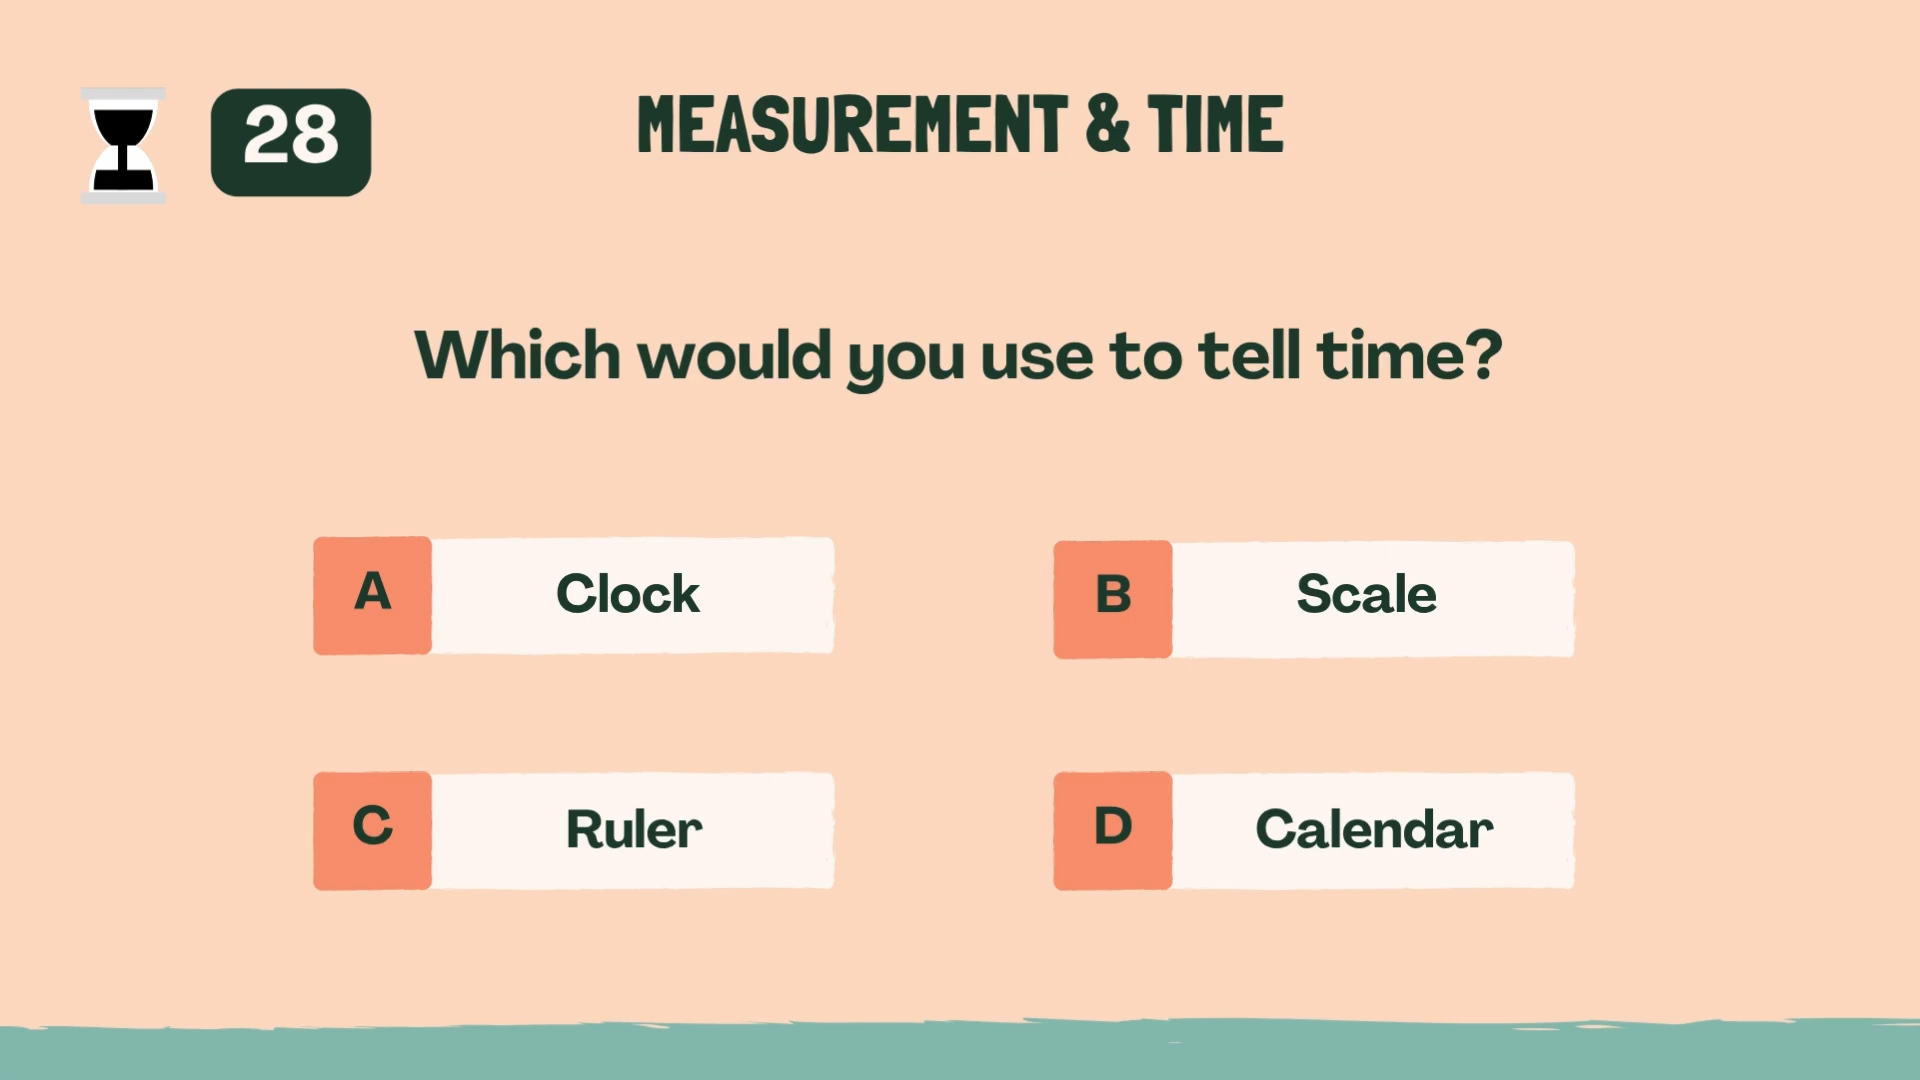 28
MEASUREMENT & TIME
Which would you use to tell time?
A Clock
B Scale
C Ruler
D Calendar